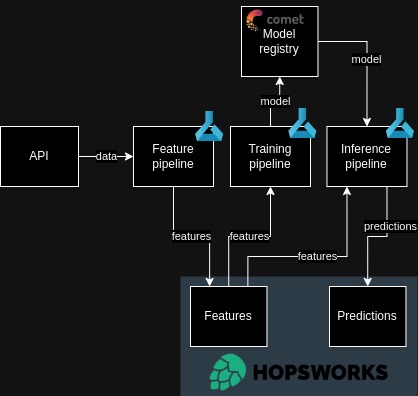 comet
Model
registry
model
model
API
data
Feature
pipeline
Training
pipeline
Inference
pipeline
features
features
features
predictions
Features
Predictions
HOPSWORKS